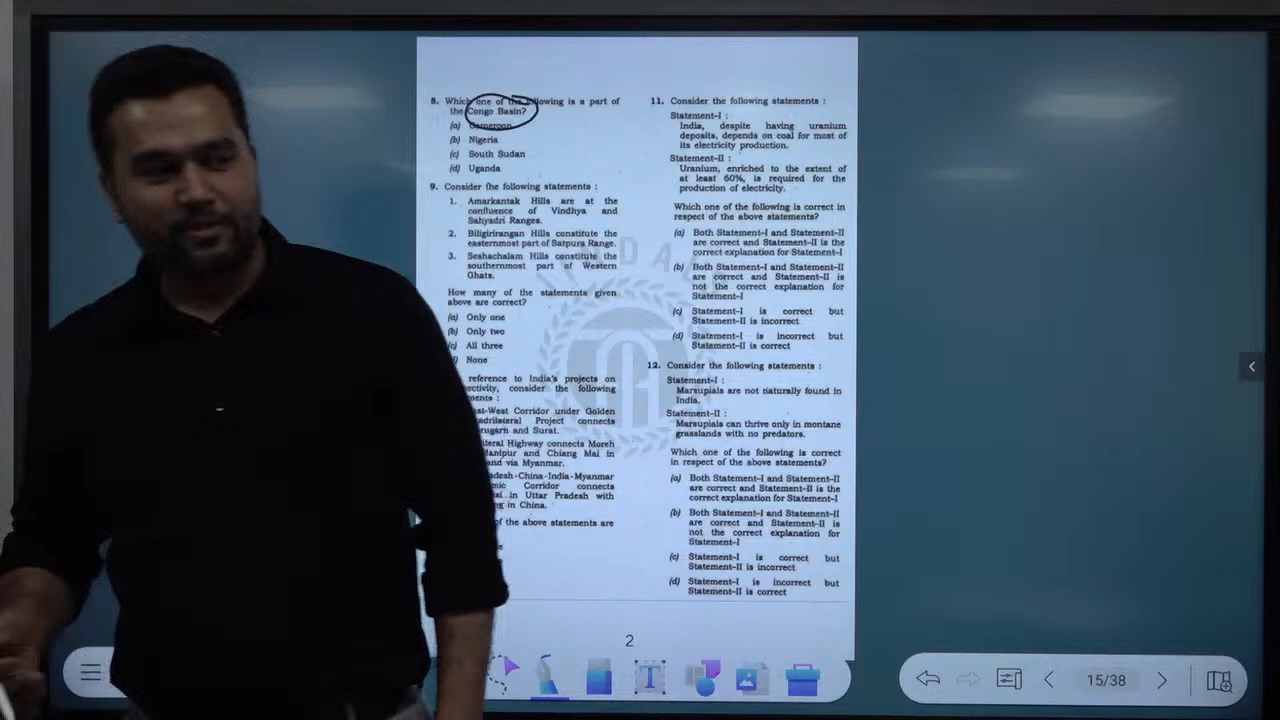 8. Which one of the following is a part of
the Congo Basin?
(a) Cameroon
(b) Nigeria
(c) South Sudan
(d) Uganda
9. Consider the following statements :
1. Amarkantak Hills are at the
confluence of Vindhya and
Sahyadri Ranges.
2. Biligirirangan Hills constitute the
easternmost part of Satpura Range.
3. Seshachalam Hills constitute the
southernmost part of Western
Ghats.
How many of the statements given
above are correct?
(a) Only one
(b) Only two
(c) All three
None
reference to India's projects on
consider the following
:
East-West Corridor under Golden
Project connects
and Surat.
Highway connects Moreh
Manipur and Chiang Mai in
and via Myanmar.
desh-China-India-Myanmar
Corridor connects
in Uttar Pradesh with
in China.
of the above statements are
11. Consider the following statements :
Statement-I :
India, despite having uranium
deposits, depends on coal for most of
its electricity production.
Statement-II :
Uranium, enriched to the extent of
at least 60%, is required for the
production of electricity.
Which one of the following is correct in
respect of the above statements?
(a) Both Statement-I and Statement-II
are correct and Statement-II is the
correct explanation for Statement-I
(b) Both Statement-I and Statement-II
are correct and Statement-II is
not the correct explanation for
Statement-I
(c) Statement-I is correct but
Statement-II is incorrect
(d) Statement-I is incorrect but
Statement-II is correct
12. Consider the following statements :
Statement-I :
Marsupials are not naturally found in
India.
Statement-II :
Marsupials can thrive only in montane
grasslands with no predators.
Which one of the following is correct
in respect of the above statements?
(a) Both Statement-I and Statement-II
are correct and Statement-II is the
correct explanation for Statement-I
(b) Both Statement-I and Statement-II
are correct and Statement-II is
not the correct explanation for
Statement-I
(c) Statement-I is correct but
Statement-II is incorrect
(d) Statement-I is incorrect but
Statement-II is correct
2
T
15/38